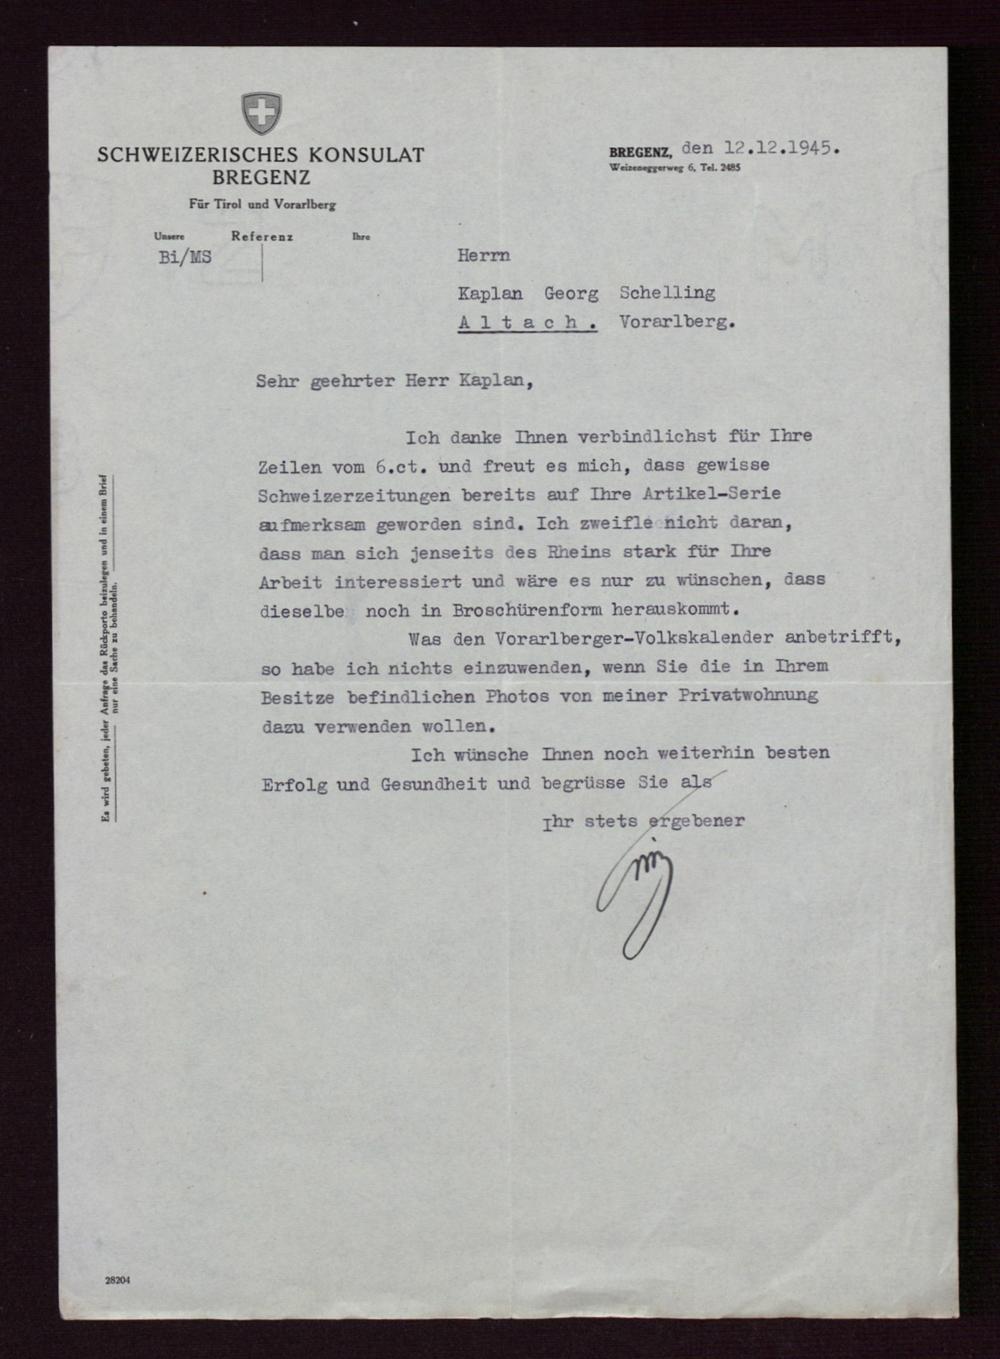 SCHWEIZERISCHES KONSULAT
BREGENZ
Für Tirol und Vorarlberg
BREGENZ, den 12.12.1945.
Weizeneggerweg 6, Tel. 2485
Unsere Referenz Ihre
Bi/MS
Herrn
Kaplan Georg Schelling
Altach. Vorarlberg.
Sehr geehrter Herr Kaplan,
Ich danke Ihnen verbindlichst für Ihre
Zeilen vom 6.ct. und freut es mich, dass gewisse
Schweizerzeitungen bereits auf Ihre Artikel-Serie
aufmerksam geworden sind. Ich zweifle nicht daran,
dass man sich jenseits des Rheins stark für Ihre
Arbeit interessiert und wäre es nur zu wünschen, dass
dieselbe noch in Broschürenform herauskommt.
Was den Vorarlberger-Volkskalender anbetrifft,
so habe ich nichts einzuwenden, wenn Sie die in Ihrem
Besitze befindlichen Photos von meiner Privatwohnung
dazu verwenden wollen.
Ich wünsche Ihnen noch weiterhin besten
Erfolg und Gesundheit und begrüsse Sie als
Ihr stets ergebener
Es wird gebeten, jeder Anfrage das Rückporto beizulegen und in einem Brief
nur eine Sache zu behandeln.
28204